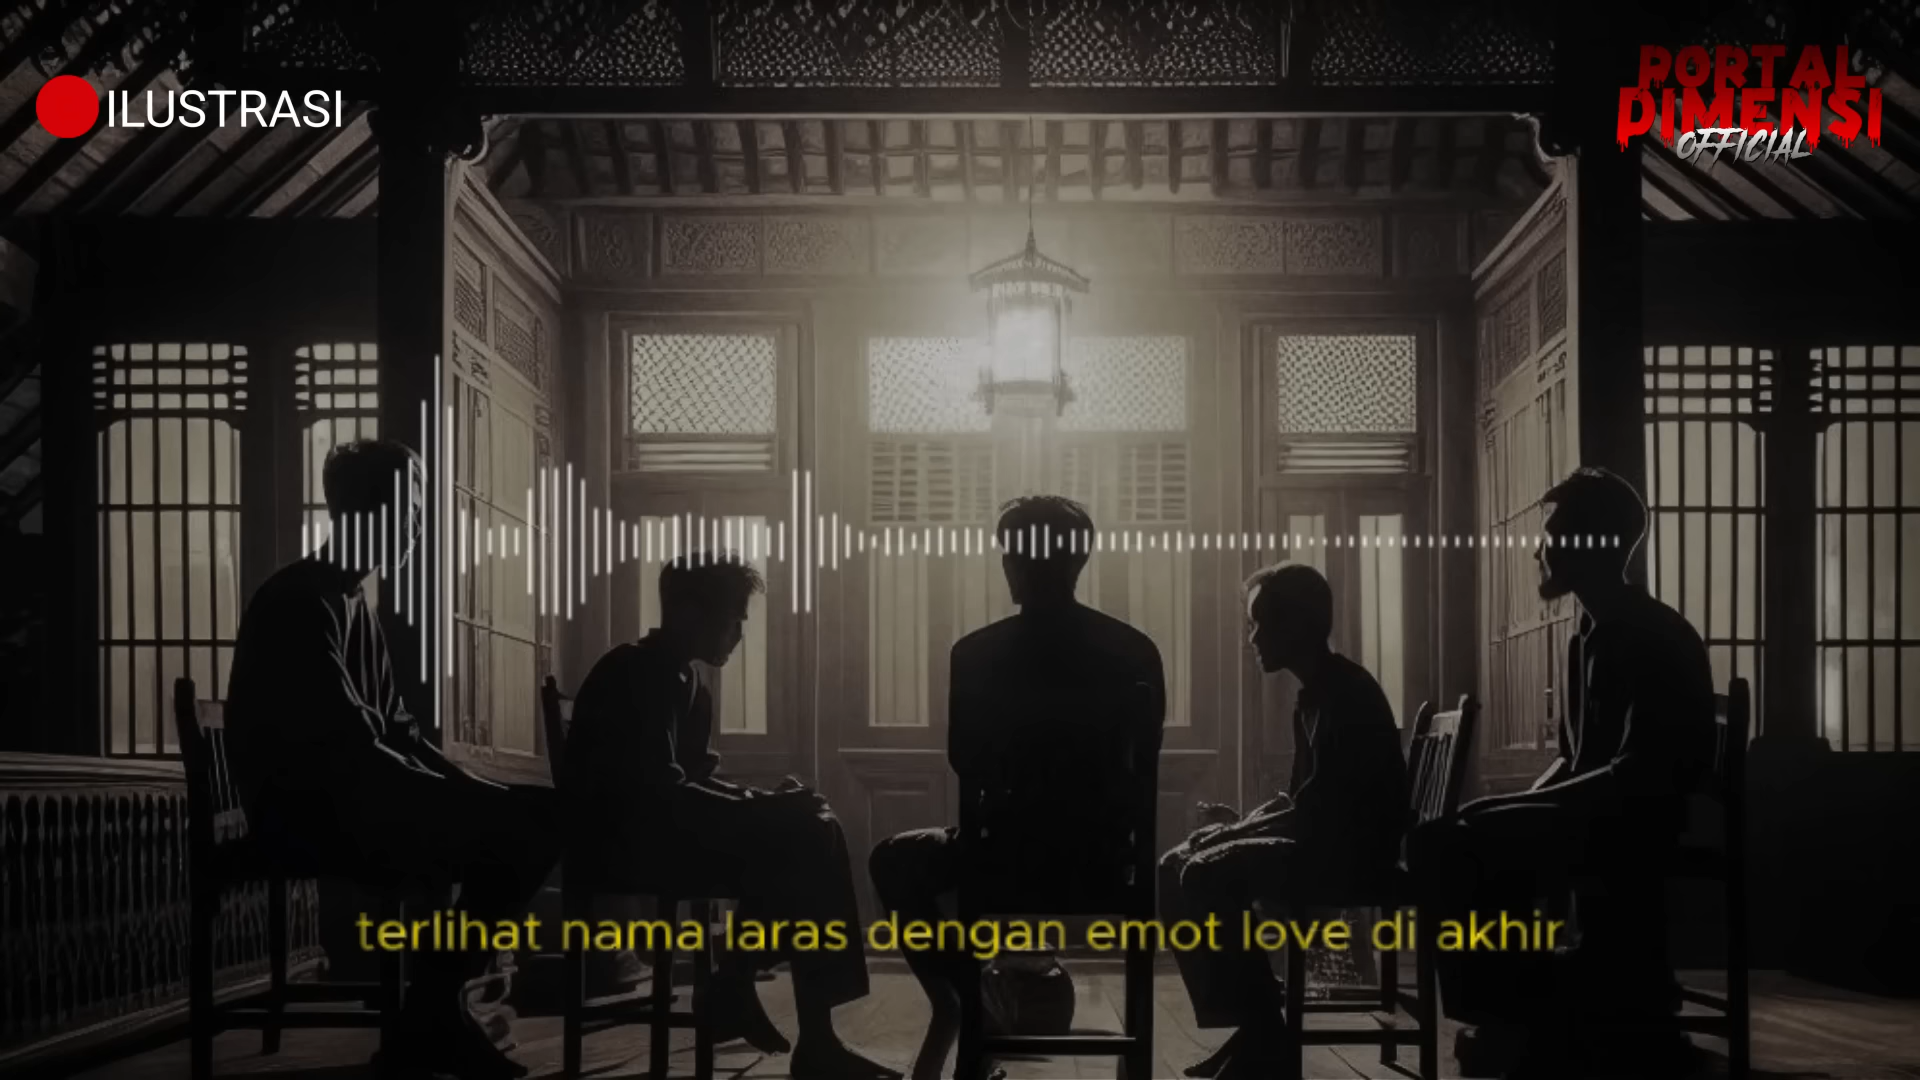 ILUSTRASI
PORTAL
DIMENSI
OFFICIAL
terlihat nama laras dengan emot love di akhir